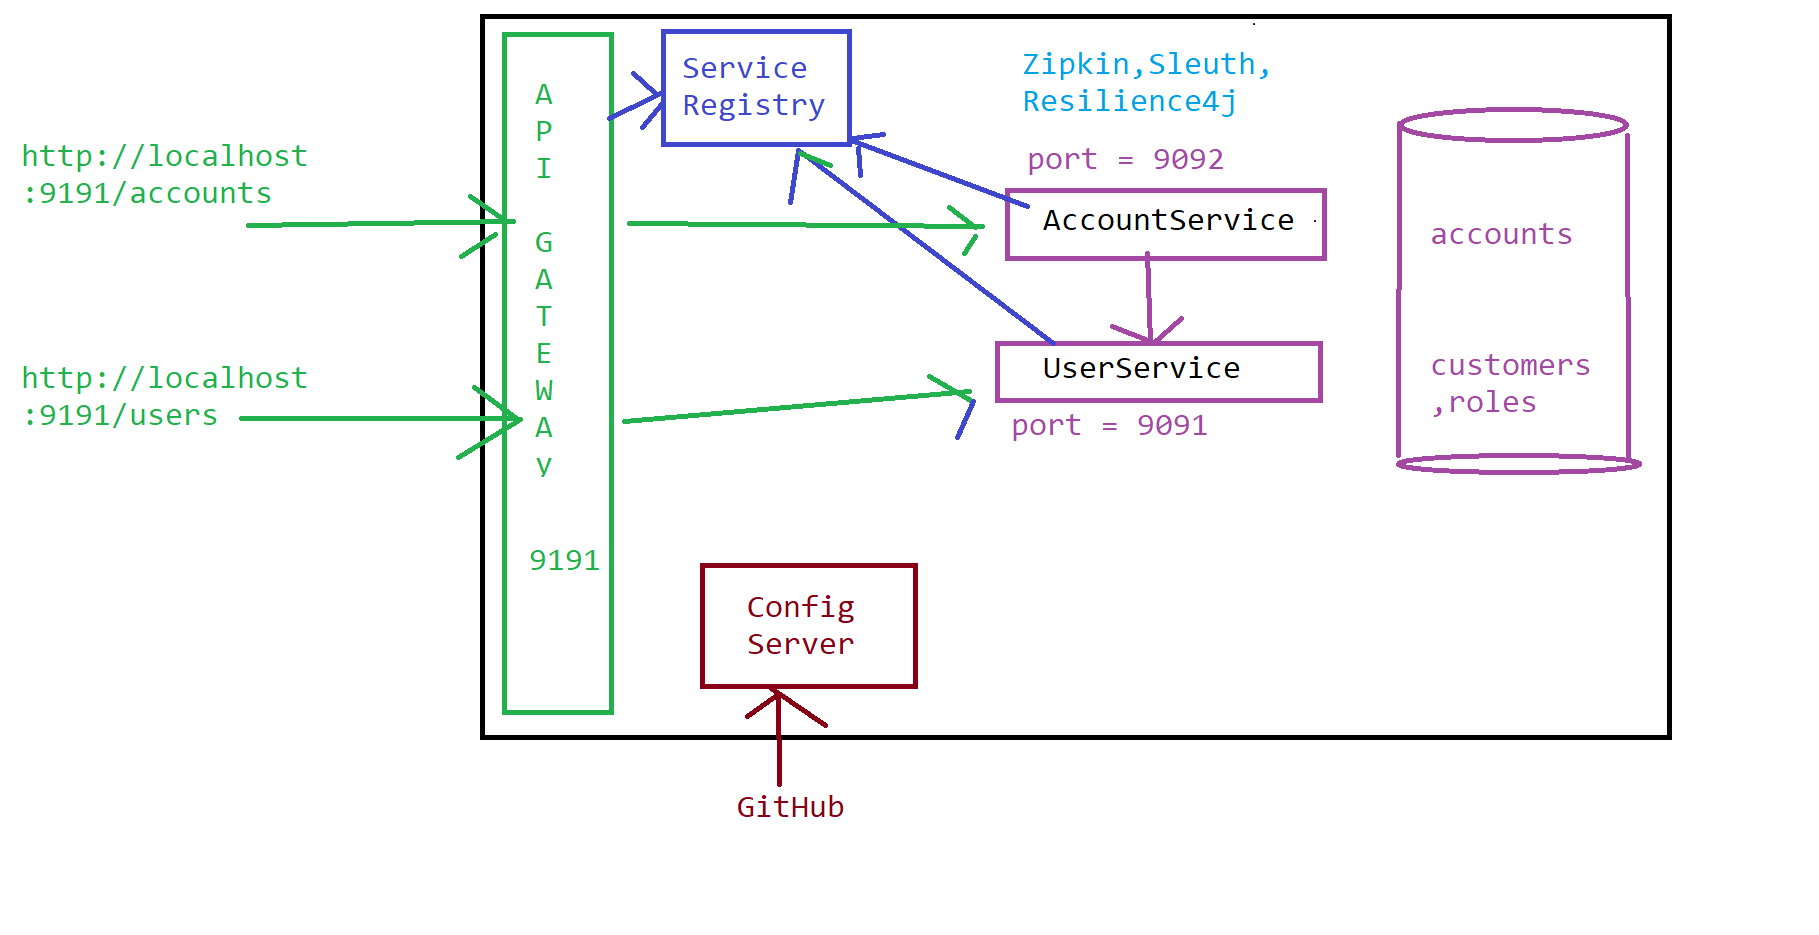 http://localhost
:9191/accounts
http://localhost
:9191/users
A
P
I
G
A
T
E
W
A
y
9191
Service
Registry
Zipkin,Sleuth,
Resilience4j
port = 9092
AccountService
UserService
port = 9091
accounts
customers
,roles
Config
Server
GitHub